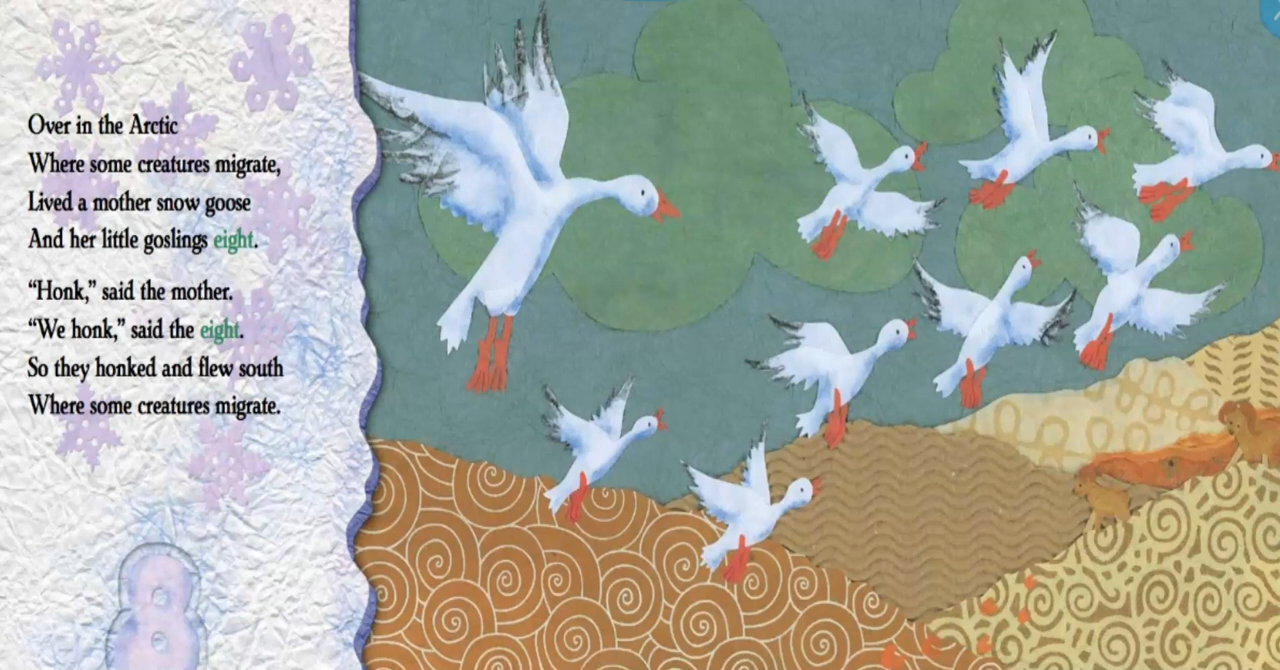 Over in the Arctic
Where some creatures migrate,
Lived a mother snow goose
And her little goslings eight.
“Honk,” said the mother.
“We honk,” said the eight.
So they honked and flew south
Where some creatures migrate.
8